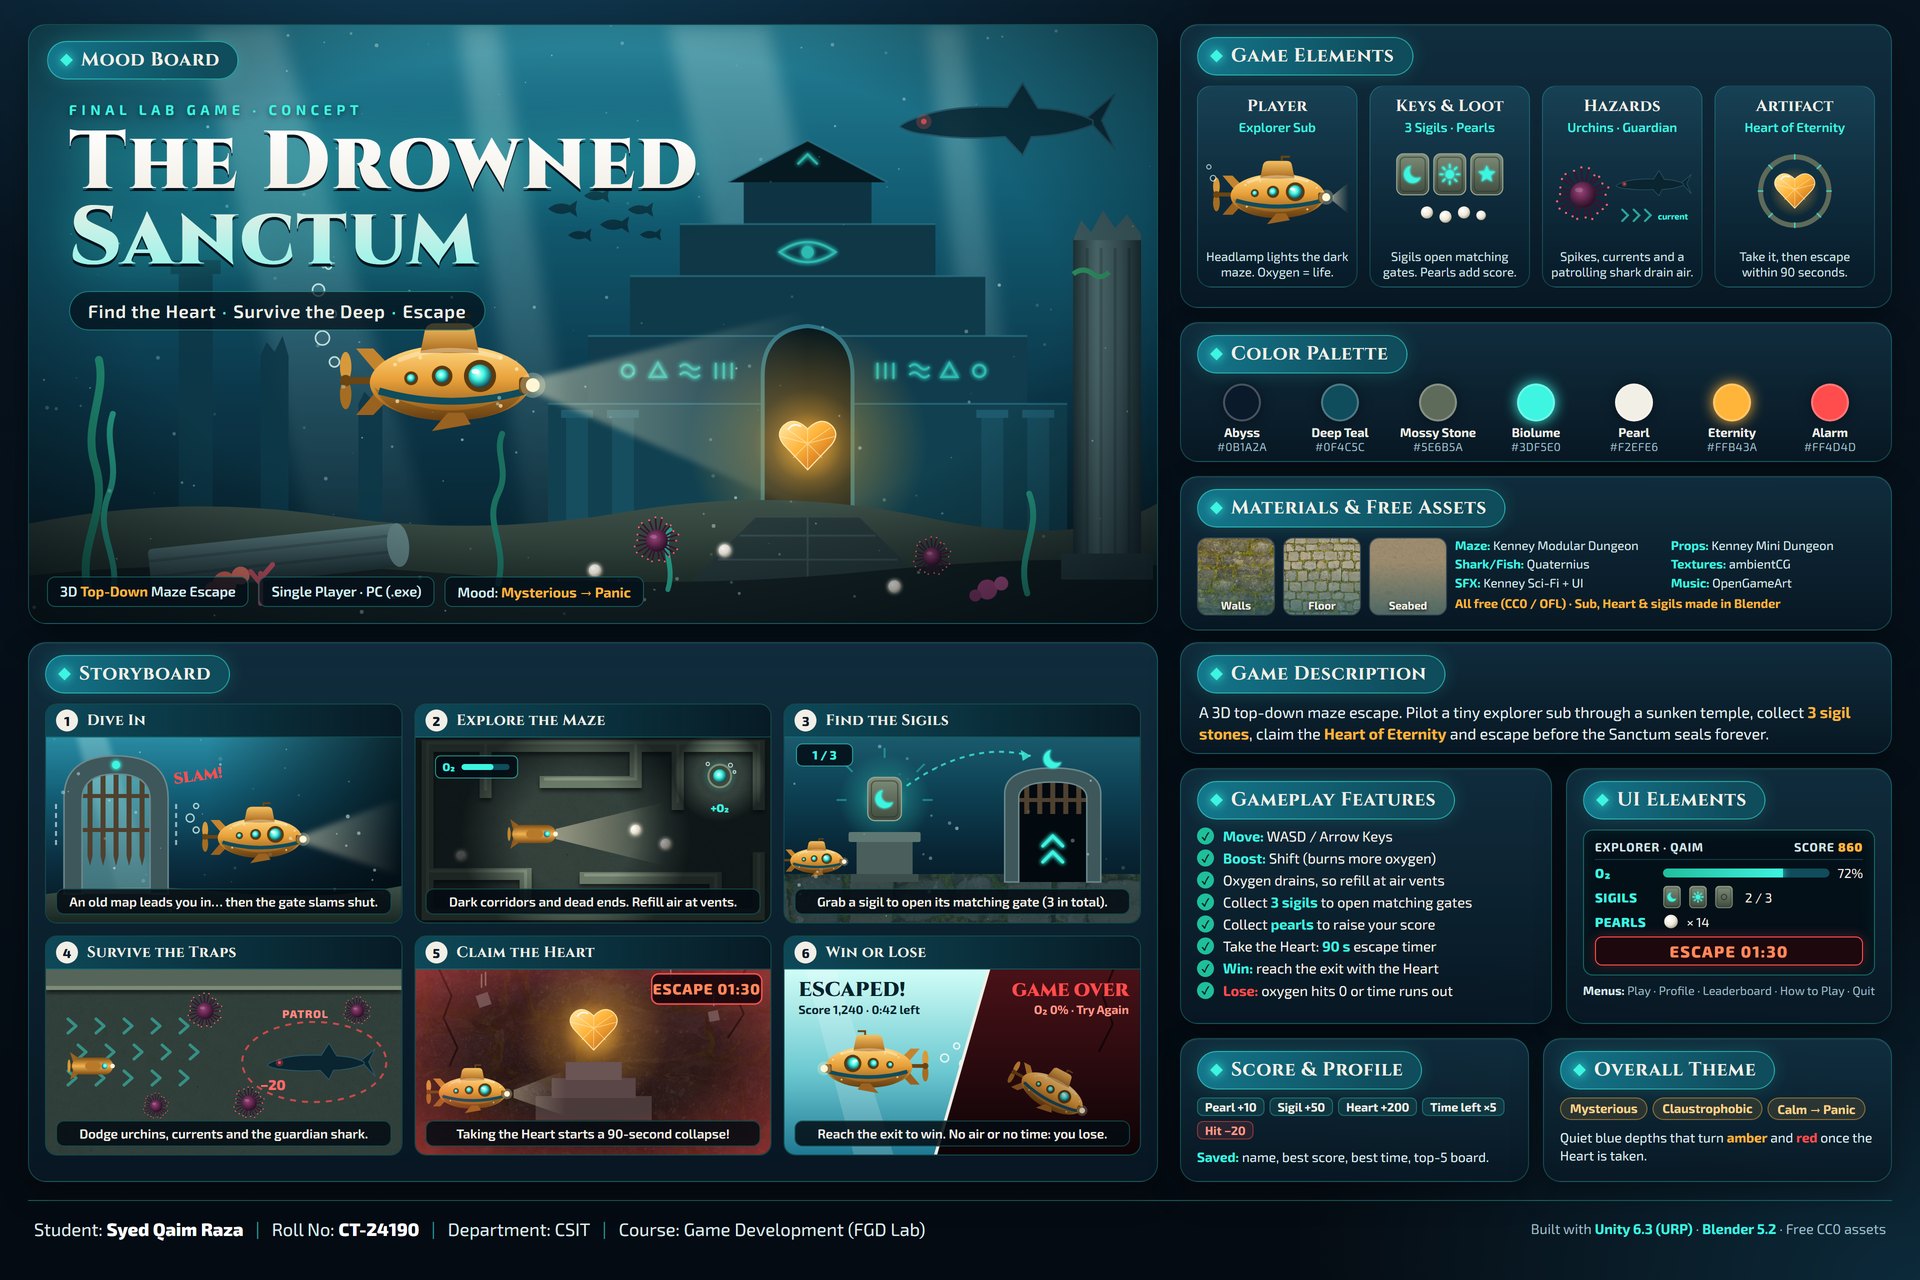 MOOD BOARD
FINAL LAB GAME · CONCEPT
THE DROWNED
SANCTUM
Find the Heart · Survive the Deep · Escape
3D Top-Down Maze Escape
Single Player · PC (.exe)
Mood: Mysterious → Panic
GAME ELEMENTS
PLAYER
Explorer Sub
Headlamp lights the dark
maze. Oxygen = life.
KEYS & LOOT
3 Sigils · Pearls
Sigils open matching
gates. Pearls add score.
HAZARDS
Urchins · Guardian
current
Spikes, currents and a
patrolling shark drain air.
ARTIFACT
Heart of Eternity
Take it, then escape
within 90 seconds.
COLOR PALETTE
Abyss
#0B1A2A
Deep Teal
#0F4C5C
Mossy Stone
#5E6B5A
Biolume
#3DF5E0
Pearl
#F2EFE6
Eternity
#FFB43A
Alarm
#FF4D4D
MATERIALS & FREE ASSETS
Walls
Floor
Seabed
Maze: Kenney Modular Dungeon
Props: Kenney Mini Dungeon
Shark/Fish: Quaternius
Textures: ambientCG
SFX: Kenney Sci-Fi + UI
Music: OpenGameArt
All free (CC0 / OFL) · Sub, Heart & sigils made in Blender
STORYBOARD
1 DIVE IN
SLAM!
An old map leads you in... then the gate slams shut.
2 EXPLORE THE MAZE
O₂
+O₂
Dark corridors and dead ends. Refill air at vents.
3 FIND THE SIGILS
1 / 3
Grab a sigil to open its matching gate (3 in total).
4 SURVIVE THE TRAPS
PATROL
−20
Dodge urchins, currents and the guardian shark.
5 CLAIM THE HEART
ESCAPE 01:30
Taking the Heart starts a 90-second collapse!
6 WIN OR LOSE
ESCAPED!
Score 1,240 · 0:42 left
GAME OVER
O₂ 0% · Try Again
Reach the exit to win. No air or no time: you lose.
GAME DESCRIPTION
A 3D top-down maze escape. Pilot a tiny explorer sub through a sunken temple, collect 3 sigil
stones, claim the Heart of Eternity and escape before the Sanctum seals forever.
GAMEPLAY FEATURES
Move: WASD / Arrow Keys
Boost: Shift (burns more oxygen)
Oxygen drains, so refill at air vents
Collect 3 sigils to open matching gates
Collect pearls to raise your score
Take the Heart: 90 s escape timer
Win: reach the exit with the Heart
Lose: oxygen hits 0 or time runs out
UI ELEMENTS
EXPLORER · QAIM
SCORE 860
O₂
72%
SIGILS
2 / 3
PEARLS
×14
ESCAPE 01:30
Menus: Play · Profile · Leaderboard · How to Play · Quit
SCORE & PROFILE
Pearl +10
Sigil +50
Heart +200
Time left ×5
Hit −20
Saved: name, best score, best time, top-5 board.
OVERALL THEME
Mysterious
Claustrophobic
Calm → Panic
Quiet blue depths that turn amber and red once the
Heart is taken.
Student: Syed Qaim Raza | Roll No: CT-24190 | Department: CSIT | Course: Game Development (FGD Lab)
Built with Unity 6.3 (URP) · Blender 5.2 · Free CC0 assets